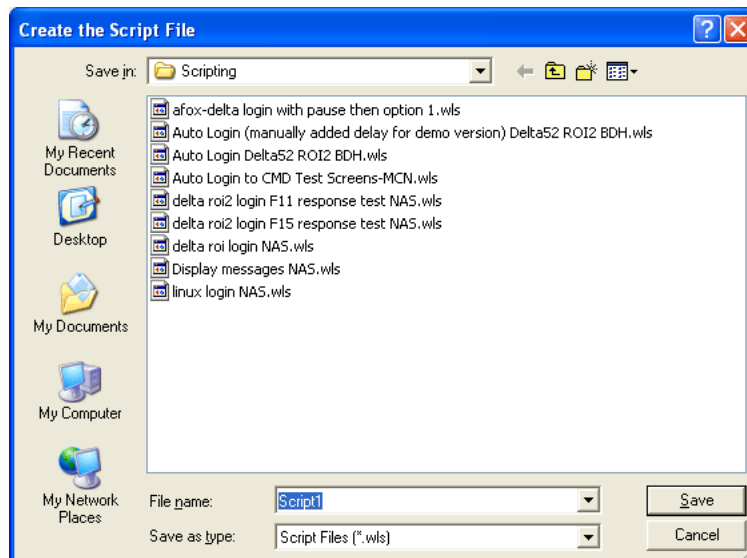 Create the Script File
Save in:
Scripting
My Recent
Documents
Desktop
My Documents
My Computer
My Network
Places
afox-delta login with pause then option 1.wls
Auto Login (manually added delay for demo version) Delta52 ROI2 BDH.wls
Auto Login Delta52 ROI2 BDH.wls
Auto Login to CMD Test Screens-MCN.wls
delta roi2 login F11 response test NAS.wls
delta roi2 login F15 response test NAS.wls
delta roi login NAS.wls
Display messages NAS.wls
linux login NAS.wls
File name:
Script1
Save
Save as type:
Script Files (*.wls)
Cancel